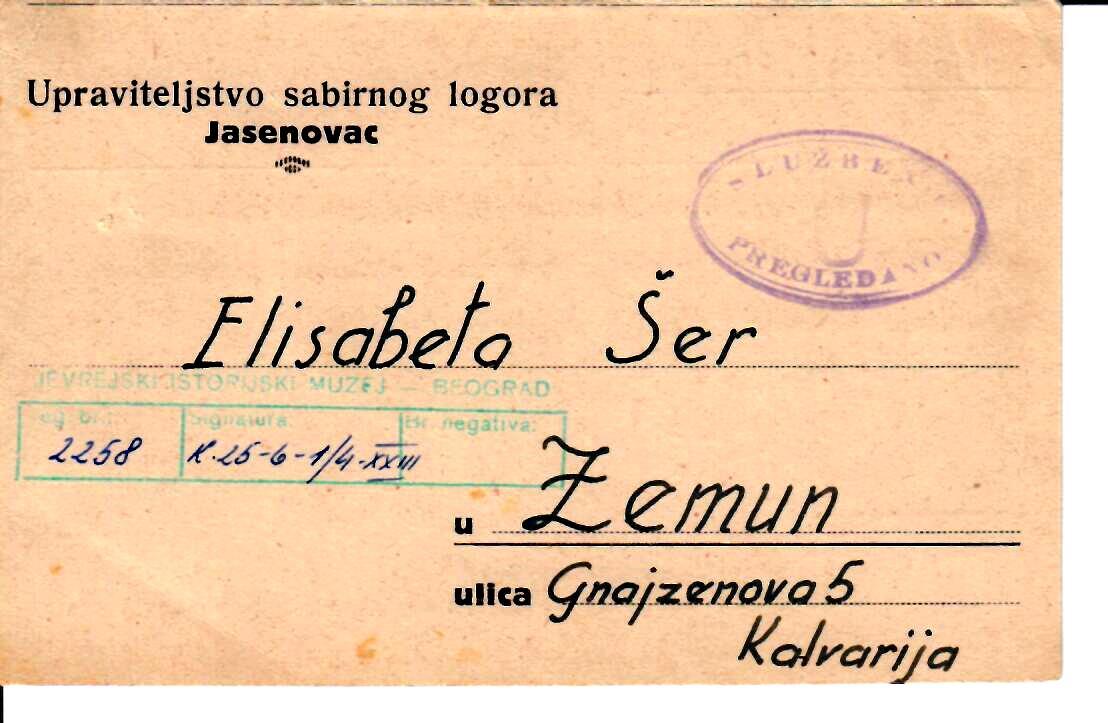 Upraviteljstvo sabirnog logora
Jasenovac
SLUŽBENO
U
PREGLEDANO
Elisabeta Šer
JEVREJSKI ISTORIJSKI MUZEJ — BEOGRAD
Signatura:
Br. negativa:
2258
K.25-6-1/4-XXIII
u Zemun
ulica Gnajzenova 5
Kalvarija